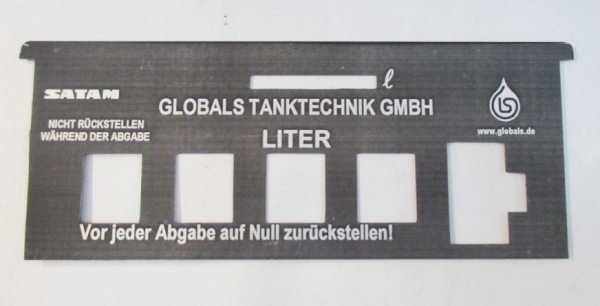 ℓ
SATAM
GLOBALS TANKTECHNIK GMBH
LS
NICHT RÜCKSTELLEN
WÄHREND DER ABGABE
LITER
www.globals.de
Vor jeder Abgabe auf Null zurückstellen!